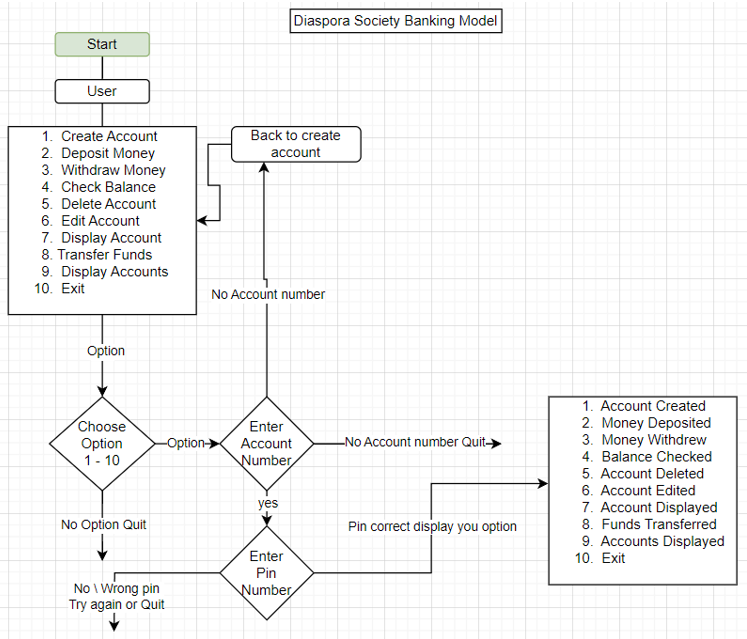 Diaspora Society Banking Model
Start
User
1. Create Account
2. Deposit Money
3. Withdraw Money
4. Check Balance
5. Delete Account
6. Edit Account
7. Display Account
8. Transfer Funds
9. Display Accounts
10. Exit
Back to create
account
No Account number
Option
Choose
Option
1 - 10
Option
Enter
Account
Number
No Account number Quit
yes
No Option Quit
Enter
Pin
Number
No \ Wrong pin
Try again or Quit
Pin correct display you option
1. Account Created
2. Money Deposited
3. Money Withdrew
4. Balance Checked
5. Account Deleted
6. Account Edited
7. Account Displayed
8. Funds Transferred
9. Accounts Displayed
10. Exit